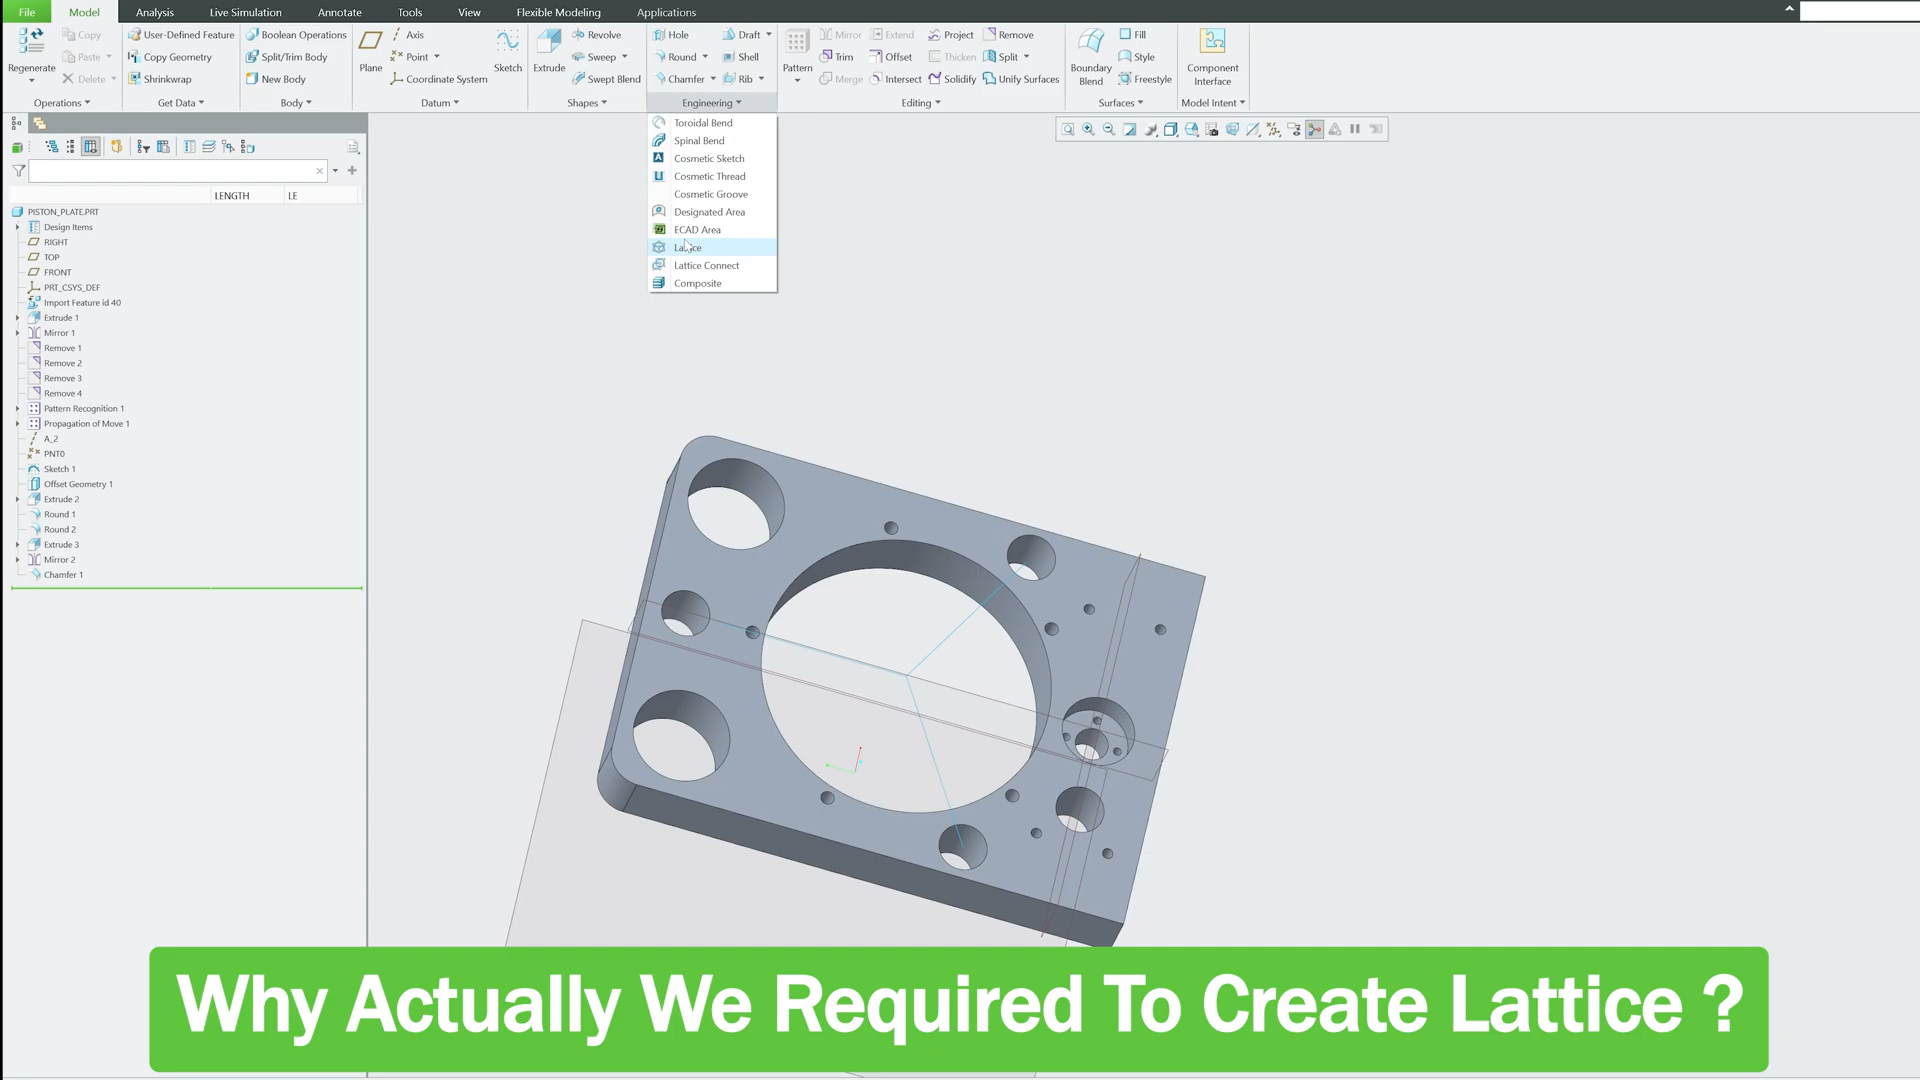 File Model Analysis Live Simulation Annotate Tools View Flexible Modeling Applications
Regenerate Copy Paste Delete
User-Defined Feature Copy Geometry Shrinkwrap
Boolean Operations Split/Trim Body New Body
Plane Axis Point Coordinate System Sketch
Extrude Revolve Sweep Swept Blend
Hole Round Chamfer Draft Shell Rib
Pattern Mirror Trim Merge Extend Offset Intersect Project Thicken Solidify Remove Split Unify Surfaces
Boundary Blend Fill Style Freestyle
Component Interface
Operations Get Data Body Datum Shapes Engineering Editing Surfaces Model Intent
Toroidal Bend
Spinal Bend
Cosmetic Sketch
Cosmetic Thread
Cosmetic Groove
Designated Area
ECAD Area
Lattice
Lattice Connect
Composite
LENGTH LE
PISTON_PLATE.PRT
Design Items
RIGHT
TOP
FRONT
PRT_CSYS_DEF
Import Feature id 40
Extrude 1
Mirror 1
Remove 1
Remove 2
Remove 3
Remove 4
Pattern Recognition 1
Propagation of Move 1
A_2
PNT0
Sketch 1
Offset Geometry 1
Extrude 2
Round 1
Round 2
Extrude 3
Mirror 2
Chamfer 1
Why Actually We Required To Create Lattice ?